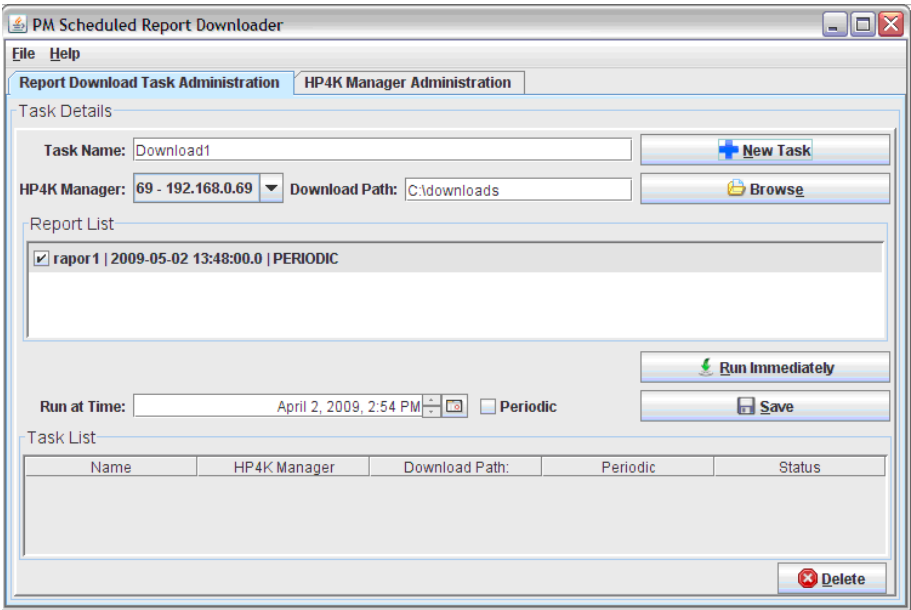 PM Scheduled Report Downloader
File Help
Report Download Task Administration HP4K Manager Administration
Task Details
Task Name: Download1 New Task
HP4K Manager: 69 - 192.168.0.69 Download Path: C:\downloads Browse
Report List
rapor1 | 2009-05-02 13:48:00.0 | PERIODIC
Run Immediately
Run at Time: April 2, 2009, 2:54 PM Periodic Save
Task List
Name HP4K Manager Download Path: Periodic Status
Delete